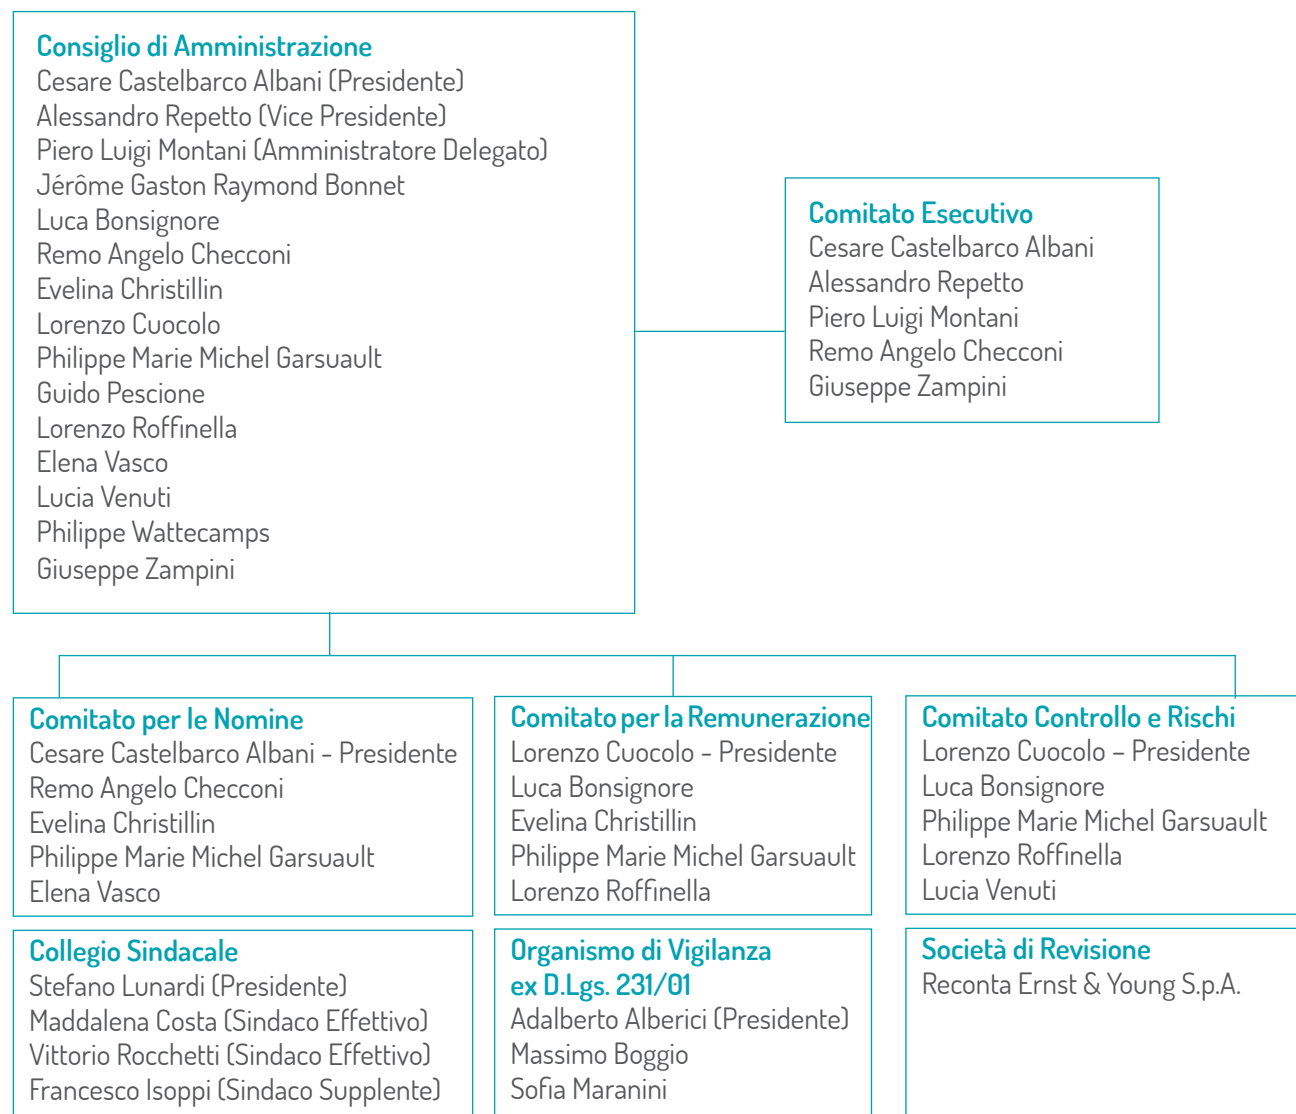 Consiglio di Amministrazione
Cesare Castelbarco Albani (Presidente)
Alessandro Repetto (Vice Presidente)
Piero Luigi Montani (Amministratore Delegato)
Jérôme Gaston Raymond Bonnet
Luca Bonsignore
Remo Angelo Checconi
Evelina Christillin
Lorenzo Cuocolo
Philippe Marie Michel Garsuault
Guido Pescione
Lorenzo Roffinella
Elena Vasco
Lucia Venuti
Philippe Wattecamps
Giuseppe Zampini
Comitato Esecutivo
Cesare Castelbarco Albani
Alessandro Repetto
Piero Luigi Montani
Remo Angelo Checconi
Giuseppe Zampini
Comitato per le Nomine
Cesare Castelbarco Albani - Presidente
Remo Angelo Checconi
Evelina Christillin
Philippe Marie Michel Garsuault
Elena Vasco
Comitato per la Remunerazione
Lorenzo Cuocolo - Presidente
Luca Bonsignore
Evelina Christillin
Philippe Marie Michel Garsuault
Lorenzo Roffinella
Comitato Controllo e Rischi
Lorenzo Cuocolo – Presidente
Luca Bonsignore
Philippe Marie Michel Garsuault
Lorenzo Roffinella
Lucia Venuti
Collegio Sindacale
Stefano Lunardi (Presidente)
Maddalena Costa (Sindaco Effettivo)
Vittorio Rocchetti (Sindaco Effettivo)
Francesco Isoppi (Sindaco Supplente)
Organismo di Vigilanza
ex D.Lgs. 231/01
Adalberto Alberici (Presidente)
Massimo Boggio
Sofia Maranini
Società di Revisione
Reconta Ernst & Young S.p.A.